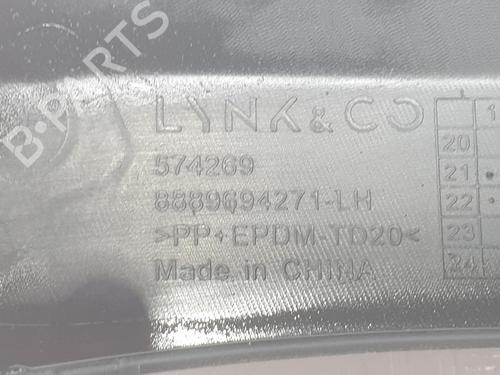 B-PARTS
LYNK&CO
574269
8889694271-LH
>PP+EPDM-TD20<
Made in CHINA
1
20
21
22
23
24